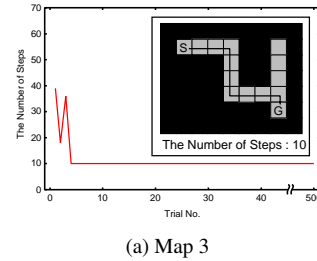 70
60
50
40
30
20
10
0
The Number of Steps
S
G
The Number of Steps : 10
0 10 20 30 40 50
Trial No.
(a) Map 3